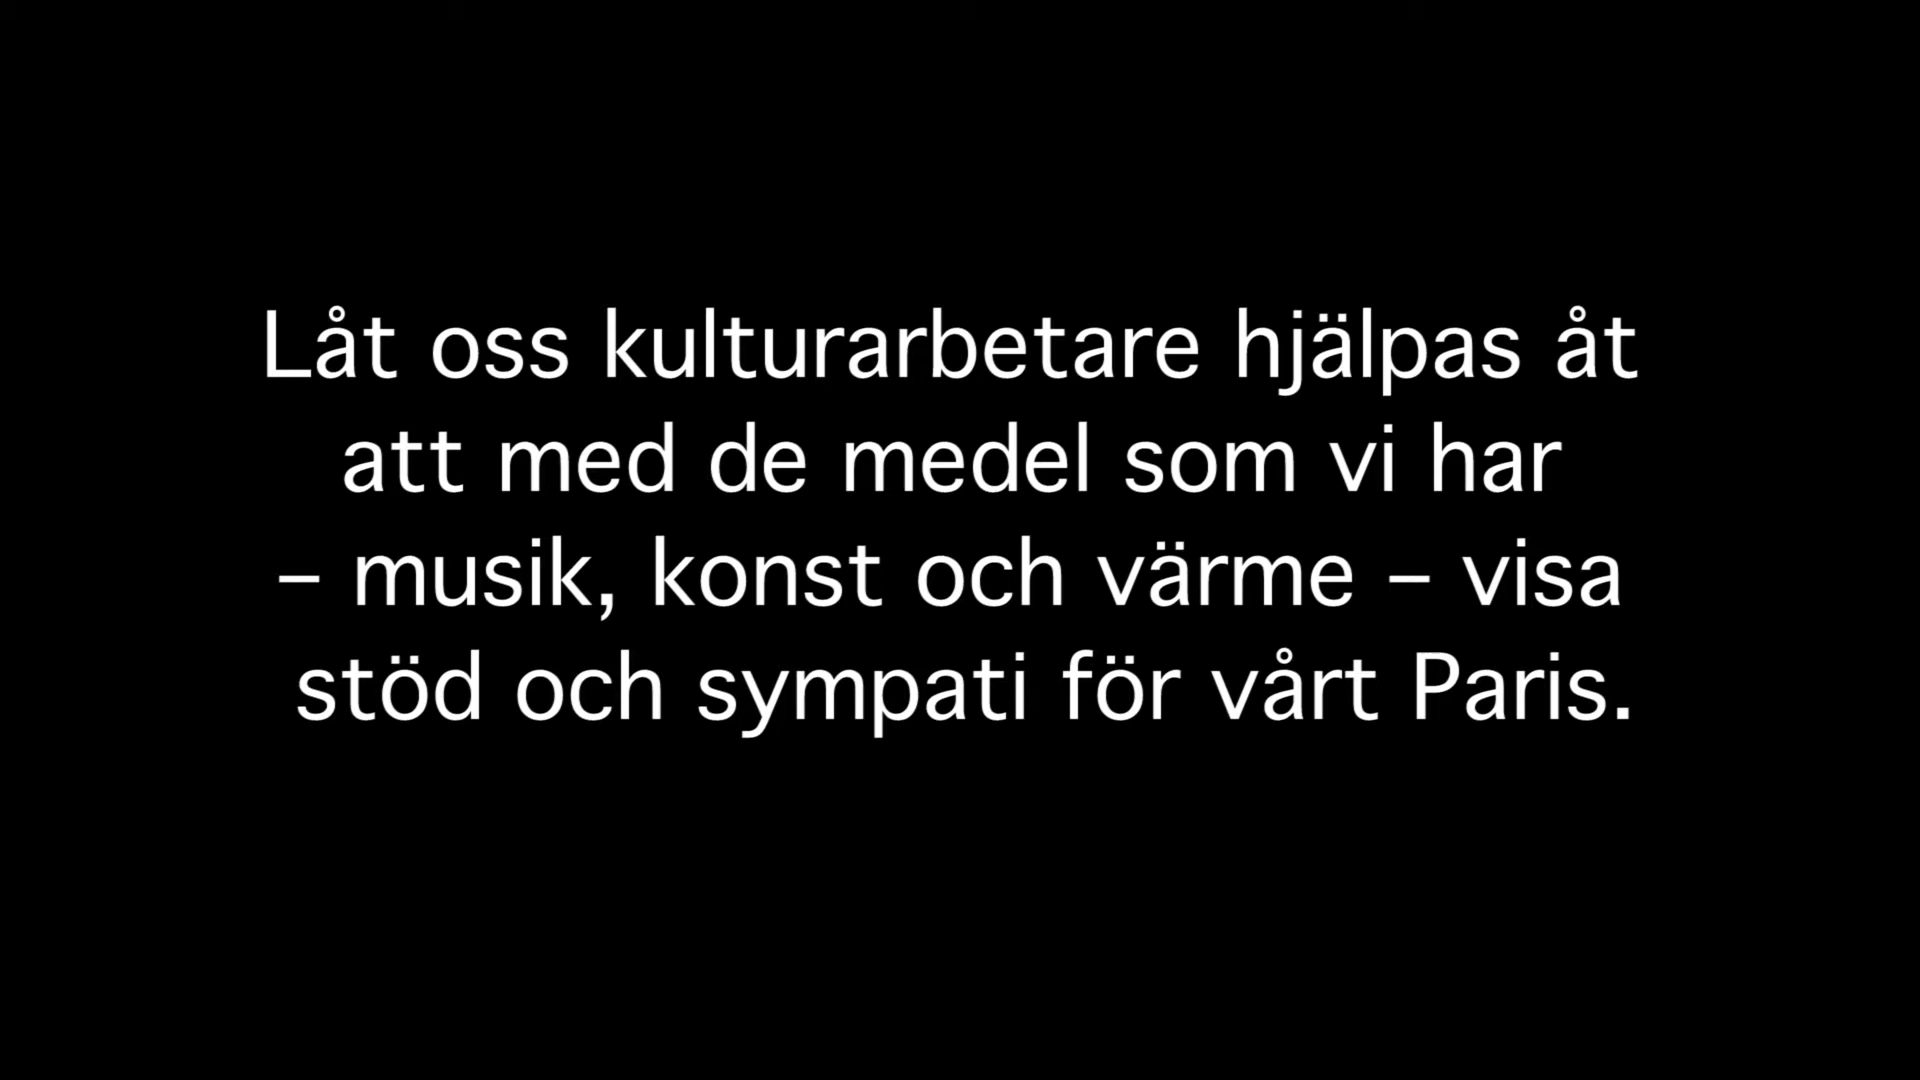 Låt oss kulturarbetare hjälpas åt
att med de medel som vi har
– musik, konst och värme – visa
stöd och sympati för vårt Paris.